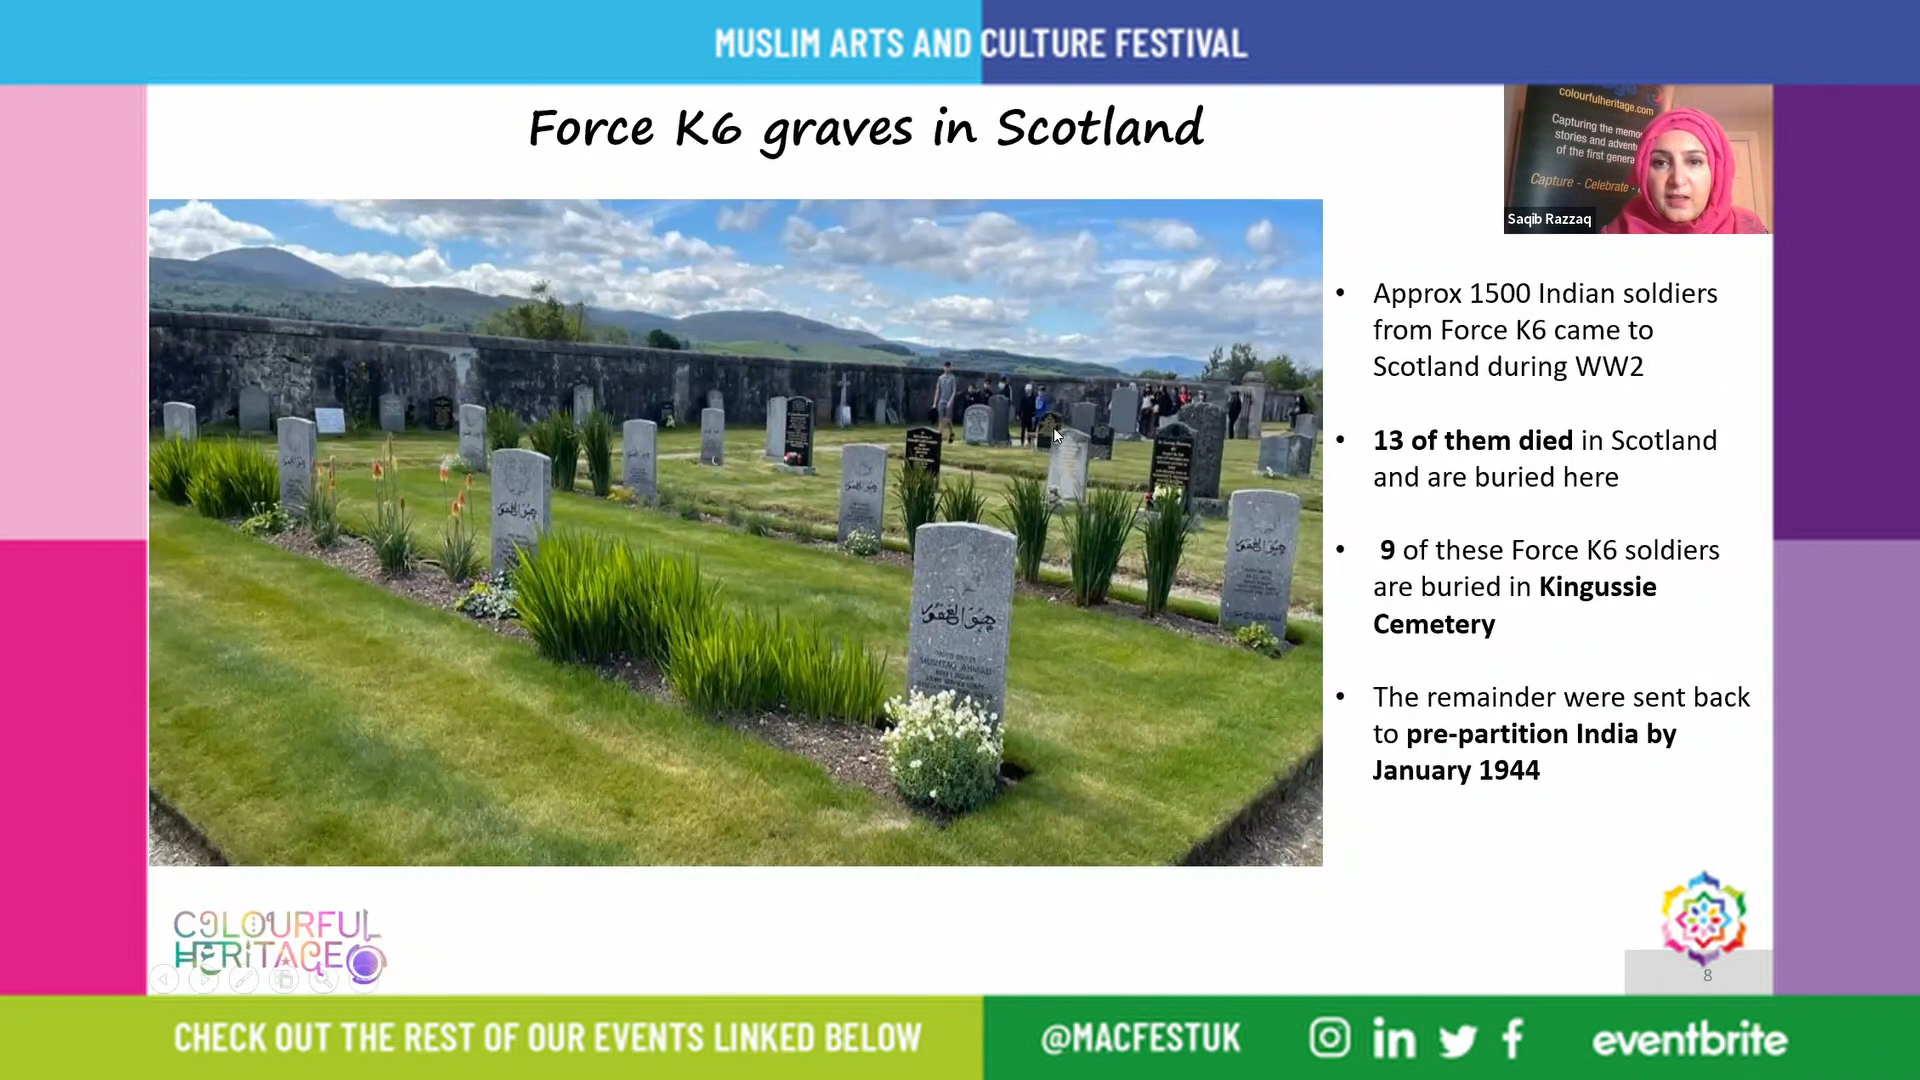 MUSLIM ARTS AND CULTURE FESTIVAL
Force K6 graves in Scotland
colourfulheritage.com
Capturing the
stories and
of the first
Capture - Celebrate -
Saqib Razzaq
• Approx 1500 Indian soldiers
from Force K6 came to
Scotland during WW2
• 13 of them died in Scotland
and are buried here
• 9 of these Force K6 soldiers
are buried in Kingussie
Cemetery
• The remainder were sent back
to pre-partition India by
January 1944
هو الغفور
MUSHTAQ AHMAD
COLOURFUL
HERITAGE
8
CHECK OUT THE REST OF OUR EVENTS LINKED BELOW
@MACFESTUK
eventbrite